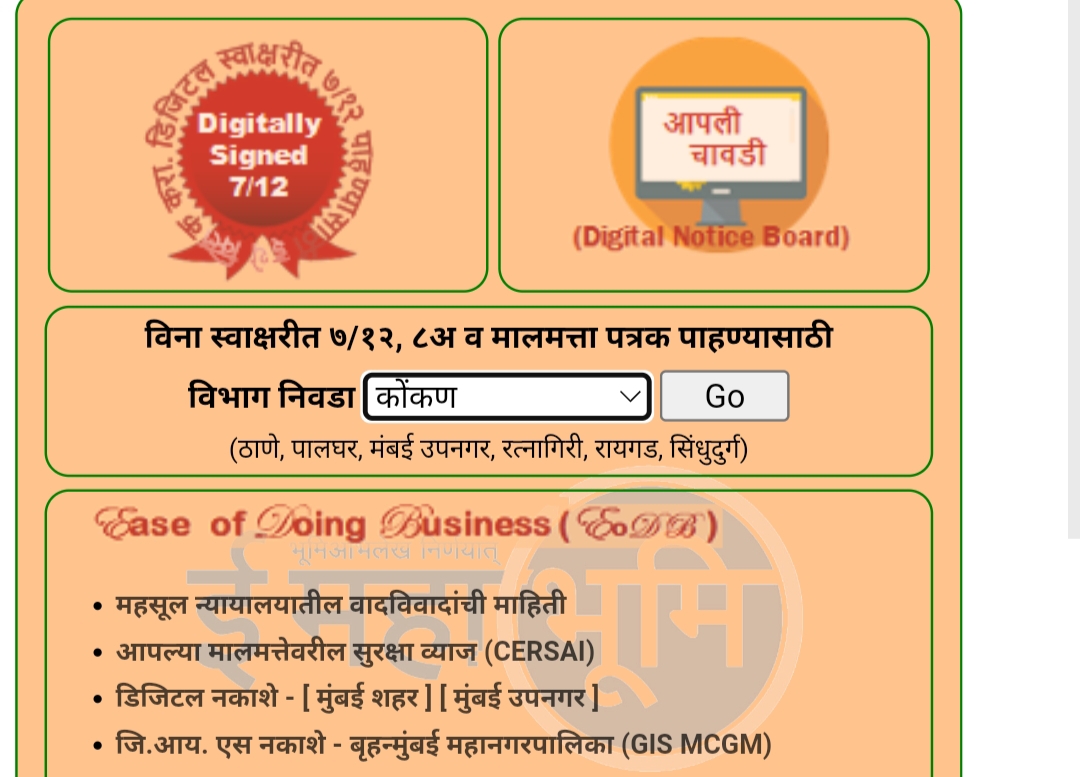 डिजिटल स्वाक्षरीत ७/१२ पाहण्यासाठी
Digitally
Signed
7/12
आपली
चावडी
(Digital Notice Board)
विना स्वाक्षरीत ७/१२, ८अ व मालमत्ता पत्रक पाहण्यासाठी
विभाग निवडा कोंकण Go
(ठाणे, पालघर, मंबई उपनगर, रत्नागिरी, रायगड, सिंधुदुर्ग)
Ease of Doing Business ( EoDB )
ई महाभूमि
• महसूल न्यायालयातील वादविवादांची माहिती
• आपल्या मालमत्तेवरील सुरक्षा व्याज (CERSAI)
• डिजिटल नकाशे - [ मुंबई शहर ] [ मुंबई उपनगर ]
• जि.आय. एस नकाशे - बृहन्मुंबई महानगरपालिका (GIS MCGM)